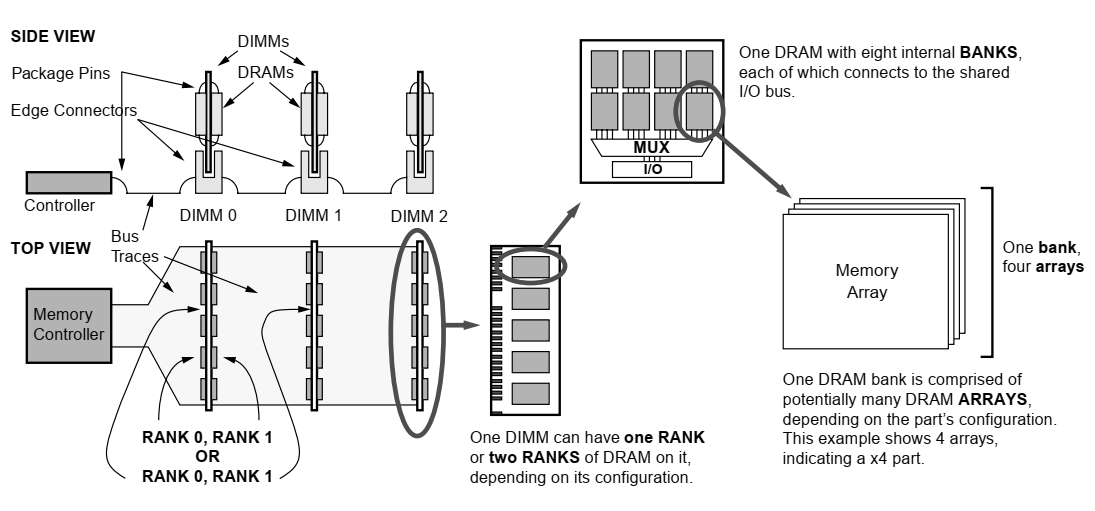 SIDE VIEW
Package Pins
Edge Connectors
DIMMs
DRAMs
Controller
DIMM 0
DIMM 1
DIMM 2
Bus
Traces
TOP VIEW
Memory
Controller
RANK 0, RANK 1
OR
RANK 0, RANK 1
One DIMM can have one RANK
or two RANKS of DRAM on it,
depending on its configuration.
MUX
I/O
One DRAM with eight internal BANKS,
each of which connects to the shared
I/O bus.
Memory
Array
One bank,
four arrays
One DRAM bank is comprised of
potentially many DRAM ARRAYS,
depending on the part's configuration.
This example shows 4 arrays,
indicating a x4 part.